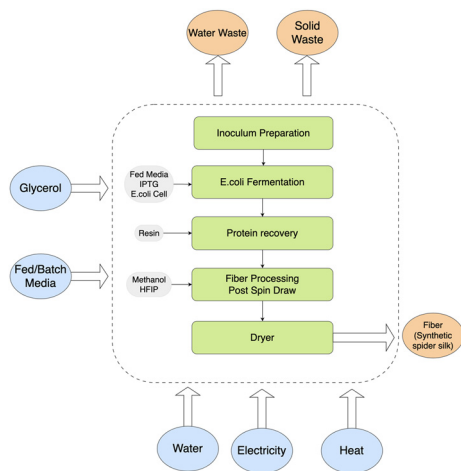 Water Waste
Solid
Waste
Inoculum Preparation
Fed Media
IPTG
E.coli Cell
E.coli Fermentation
Glycerol
Resin
Protein recovery
Fed/Batch
Media
Methanol
HFIP
Fiber Processing
Post Spin Draw
Dryer
Fiber
(Synthetic
spider silk)
Water
Electricity
Heat